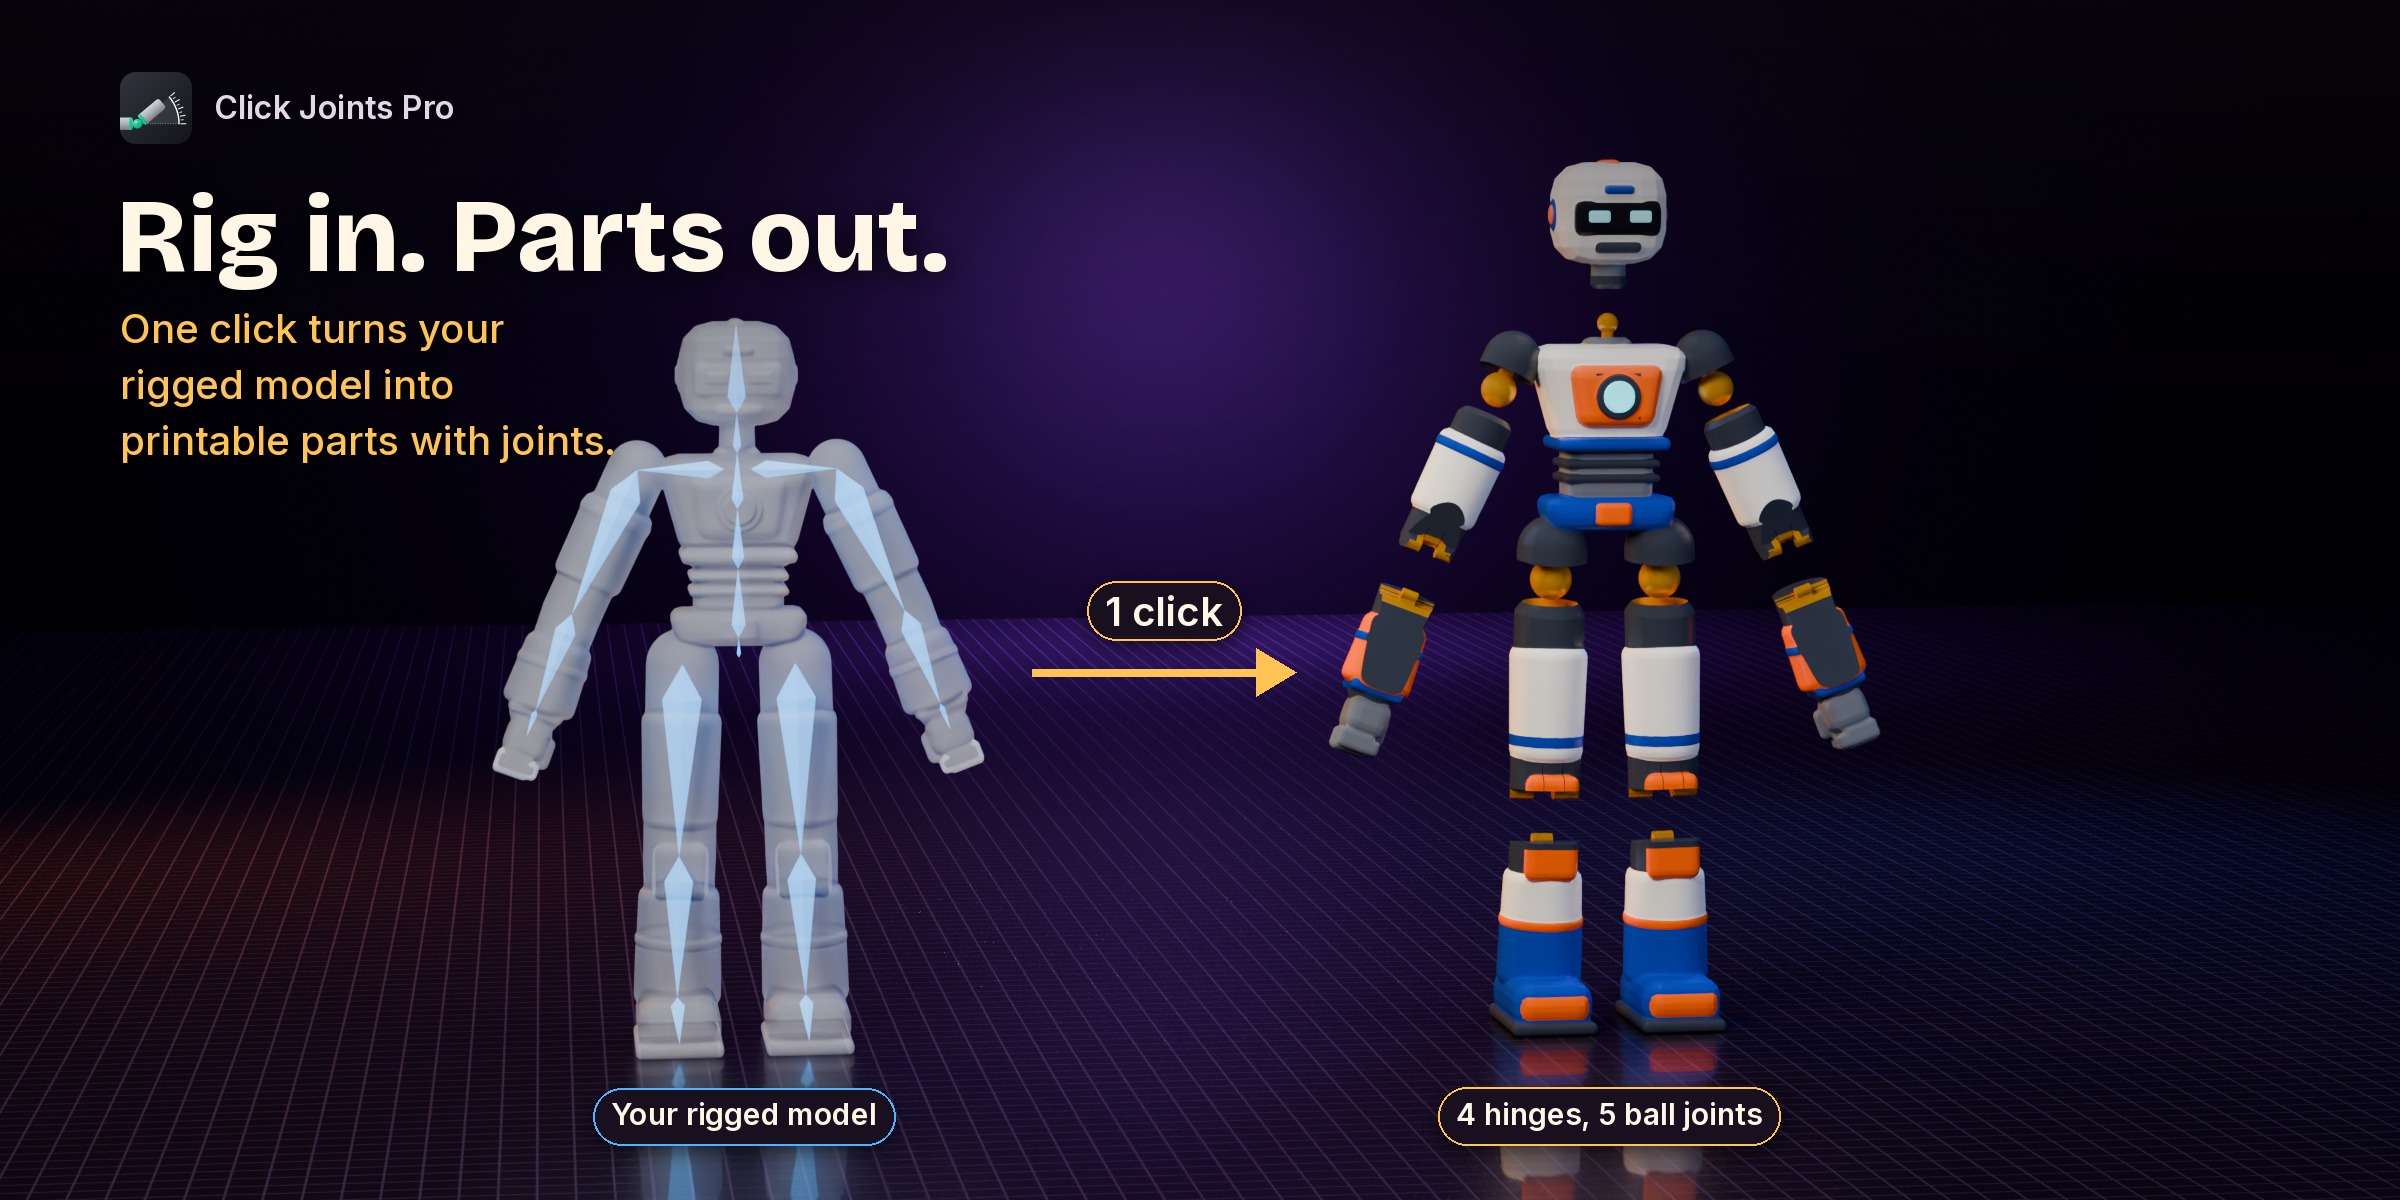 Click Joints Pro
Rig in. Parts out.
One click turns your
rigged model into
printable parts with joints.
1 click
Your rigged model
4 hinges, 5 ball joints